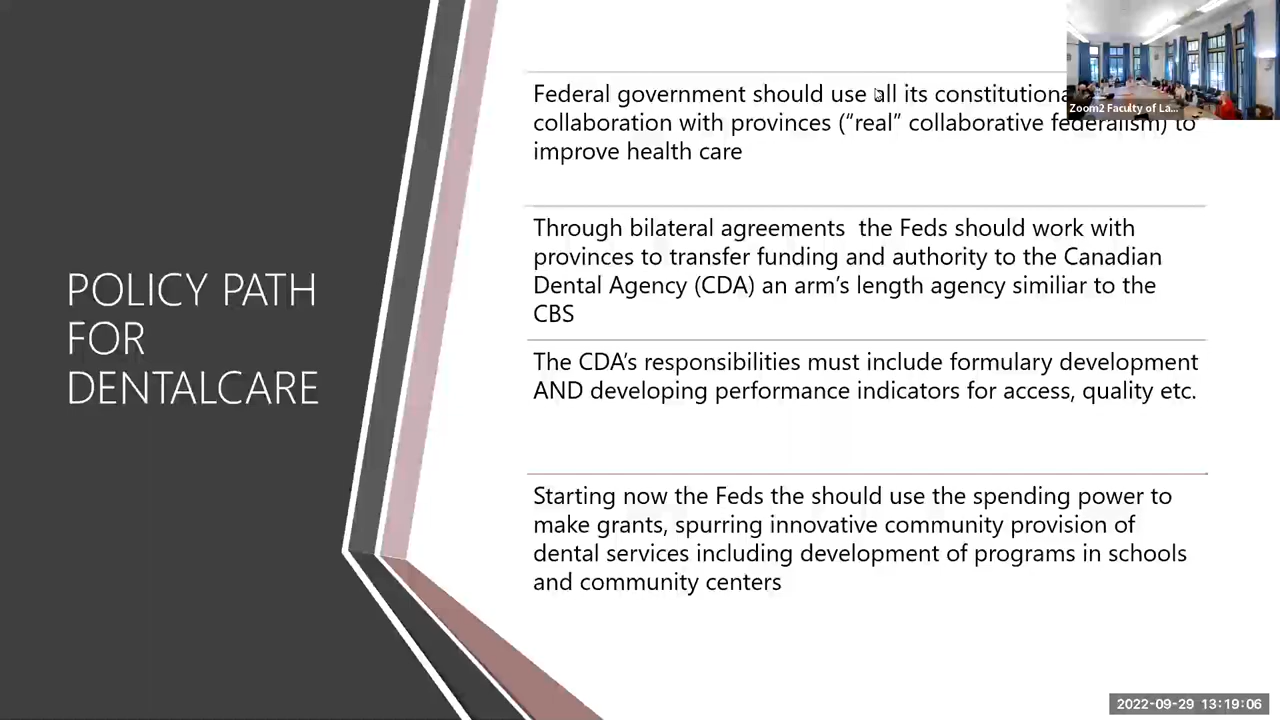 POLICY PATH
FOR
DENTALCARE
Federal government should use all its constitutiona
collaboration with provinces (“real” collaborative federalism) to
improve health care
Through bilateral agreements  the Feds should work with
provinces to transfer funding and authority to the Canadian
Dental Agency (CDA) an arm’s length agency similiar to the
CBS
The CDA’s responsibilities must include formulary development
AND developing performance indicators for access, quality etc.
Starting now the Feds the should use the spending power to
make grants, spurring innovative community provision of
dental services including development of programs in schools
and community centers
Zoom2 Faculty of La...
2022-09-29 13:19:06